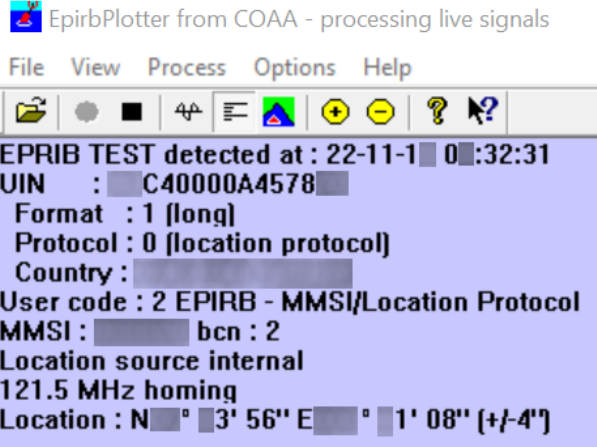 EpirbPlotter from COAA - processing live signals
File View Process Options Help
EPRIB TEST detected at : 22-11-1 0 :32:31
UIN : C40000A4578
Format : 1 (long)
Protocol : 0 (location protocol)
Country :
User code : 2 EPIRB - MMSI/Location Protocol
MMSI : bcn : 2
Location source internal
121.5 MHz homing
Location : N ° 3' 56" E ° 1' 08" (+/-4")